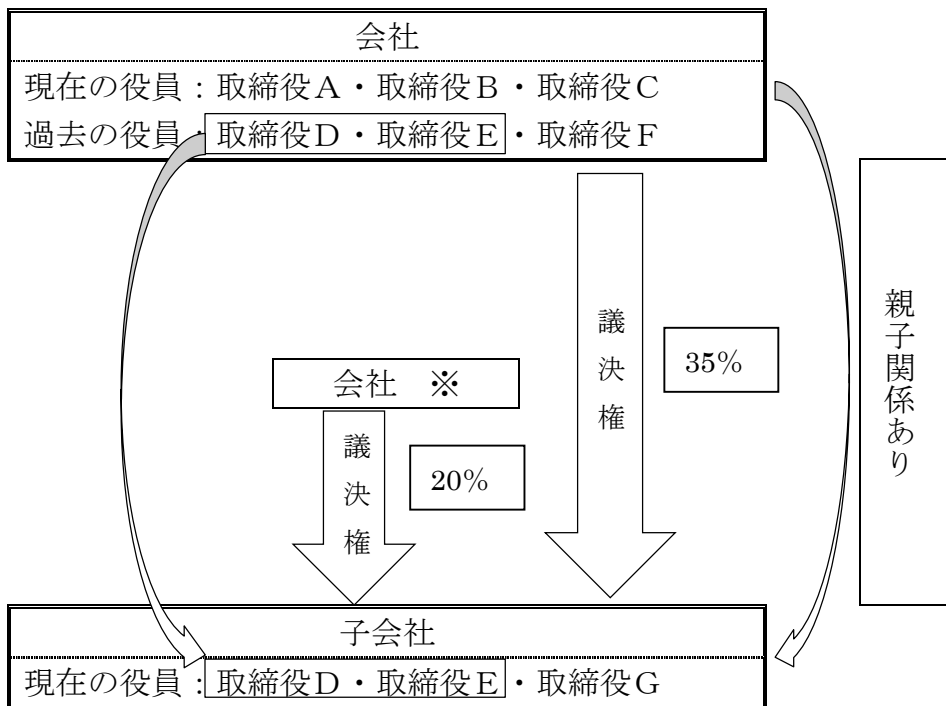 会社
現在の役員：取締役Ａ・取締役Ｂ・取締役Ｃ
過去の役員：取締役Ｄ・取締役Ｅ・取締役Ｆ
議決権
35%
親子関係あり
会社　※
議決権
20%
子会社
現在の役員：取締役Ｄ・取締役Ｅ・取締役Ｇ